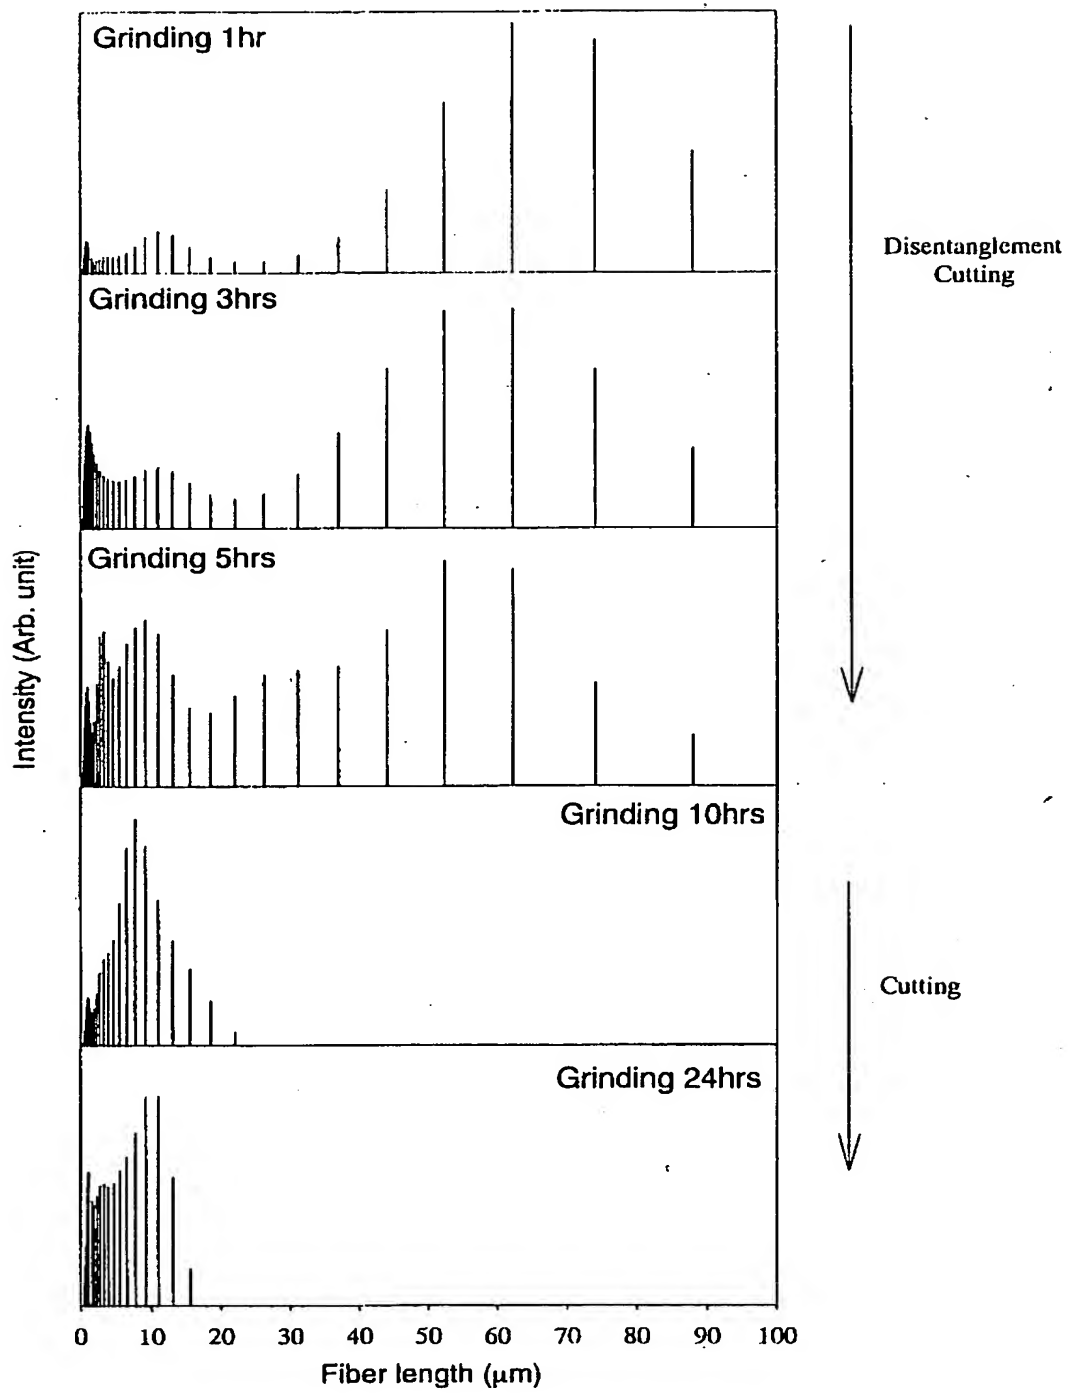 Grinding 1hr
Disentanglement
Cutting
Grinding 3hrs
Grinding 5hrs
Intensity (Arb. unit)
Grinding 10hrs
Cutting
Grinding 24hrs
0 10 20 30 40 50 60 70 80 90 100
Fiber length (μm)